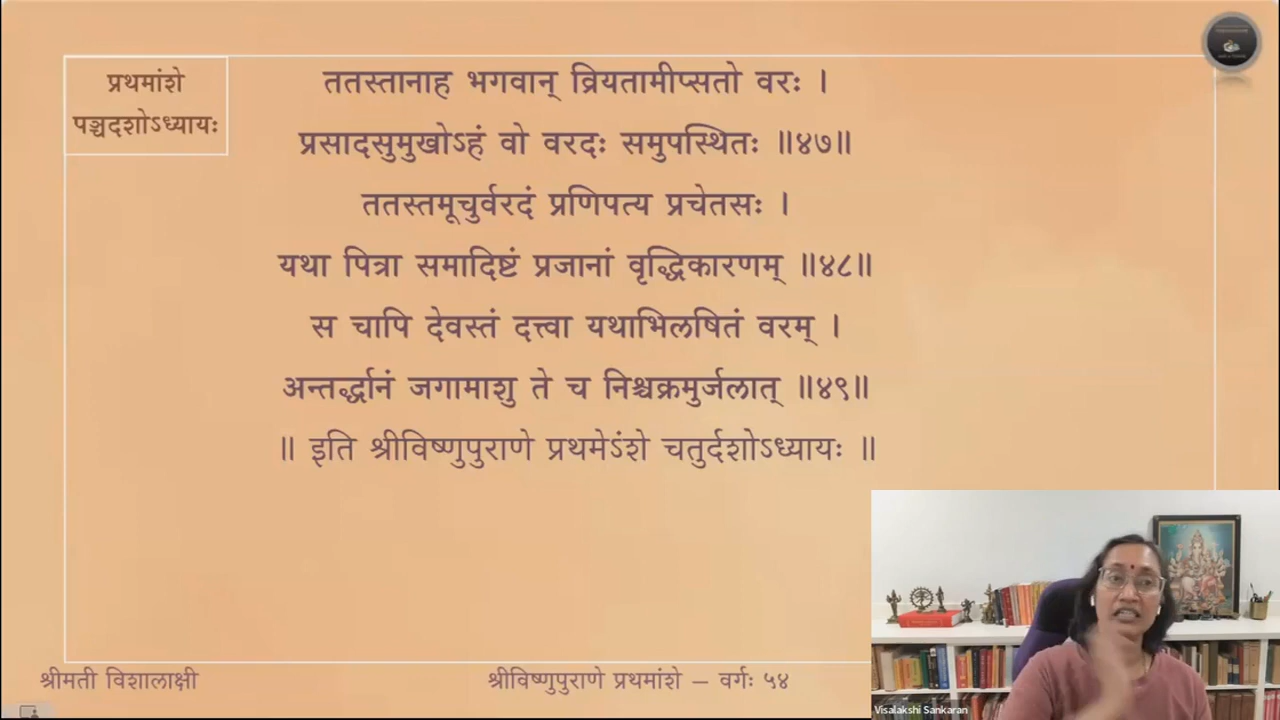 प्रथमांशे
पञ्चदशोऽध्यायः
ततस्तानाह भगवान् व्रियतामीप्सतो वरः ।
प्रसादसुमुखोऽहं वो वरदः समुपस्थितः ॥४७॥
ततस्तमूचुर्वरदं प्रणिपत्य प्रचेतसः ।
यथा पित्रा समादिष्टं प्रजानां वृद्धिकारणम् ॥४८॥
स चापि देवस्तं दत्त्वा यथाभिलषितं वरम् ।
अन्तर्द्धानं जगामाशु ते च निश्चक्रमुर्जलात् ॥४९॥
॥ इति श्रीविष्णुपुराणे प्रथमेऽंशे चतुर्दशोऽध्यायः ॥
श्रीमती विशालाक्षी
श्रीविष्णुपुराणे प्रथमांशे – वर्गः ५४
Visalakshi Sankaran